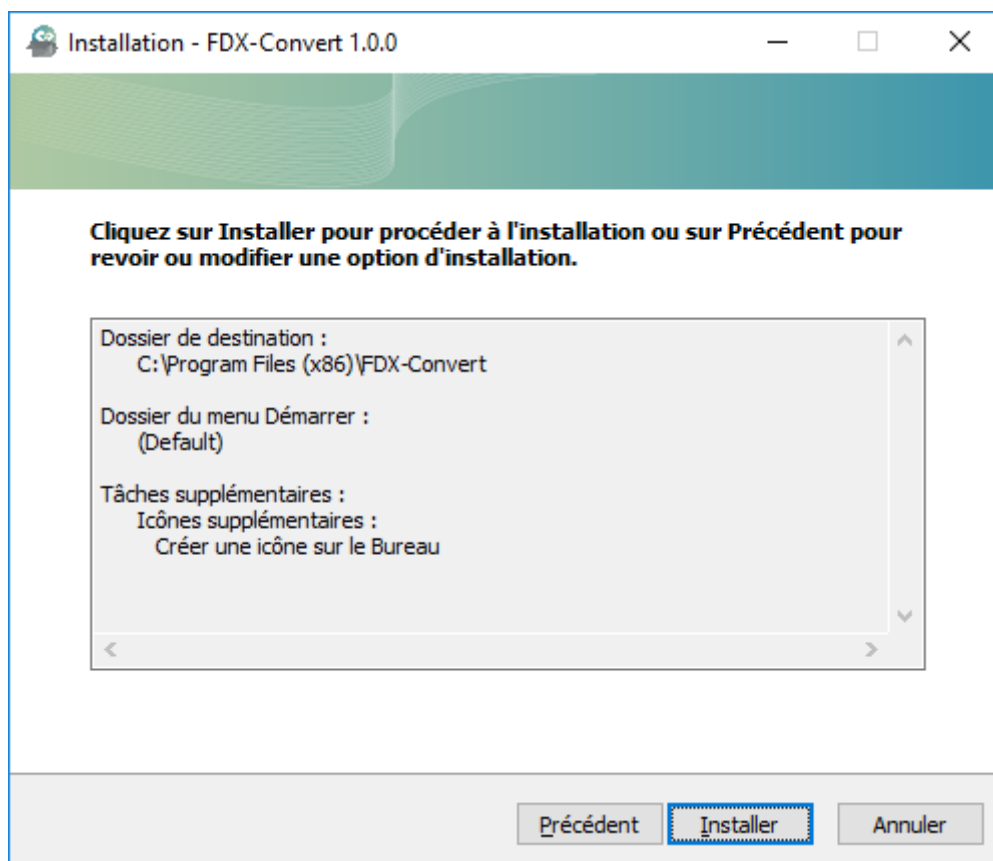 Installation - FDX-Convert 1.0.0
Cliquez sur Installer pour procéder à l'installation ou sur Précédent pour
revoir ou modifier une option d'installation.
Dossier de destination :
C:\Program Files (x86)\FDX-Convert
Dossier du menu Démarrer :
(Default)
Tâches supplémentaires :
Icônes supplémentaires :
Créer une icône sur le Bureau
Précédent
Installer
Annuler